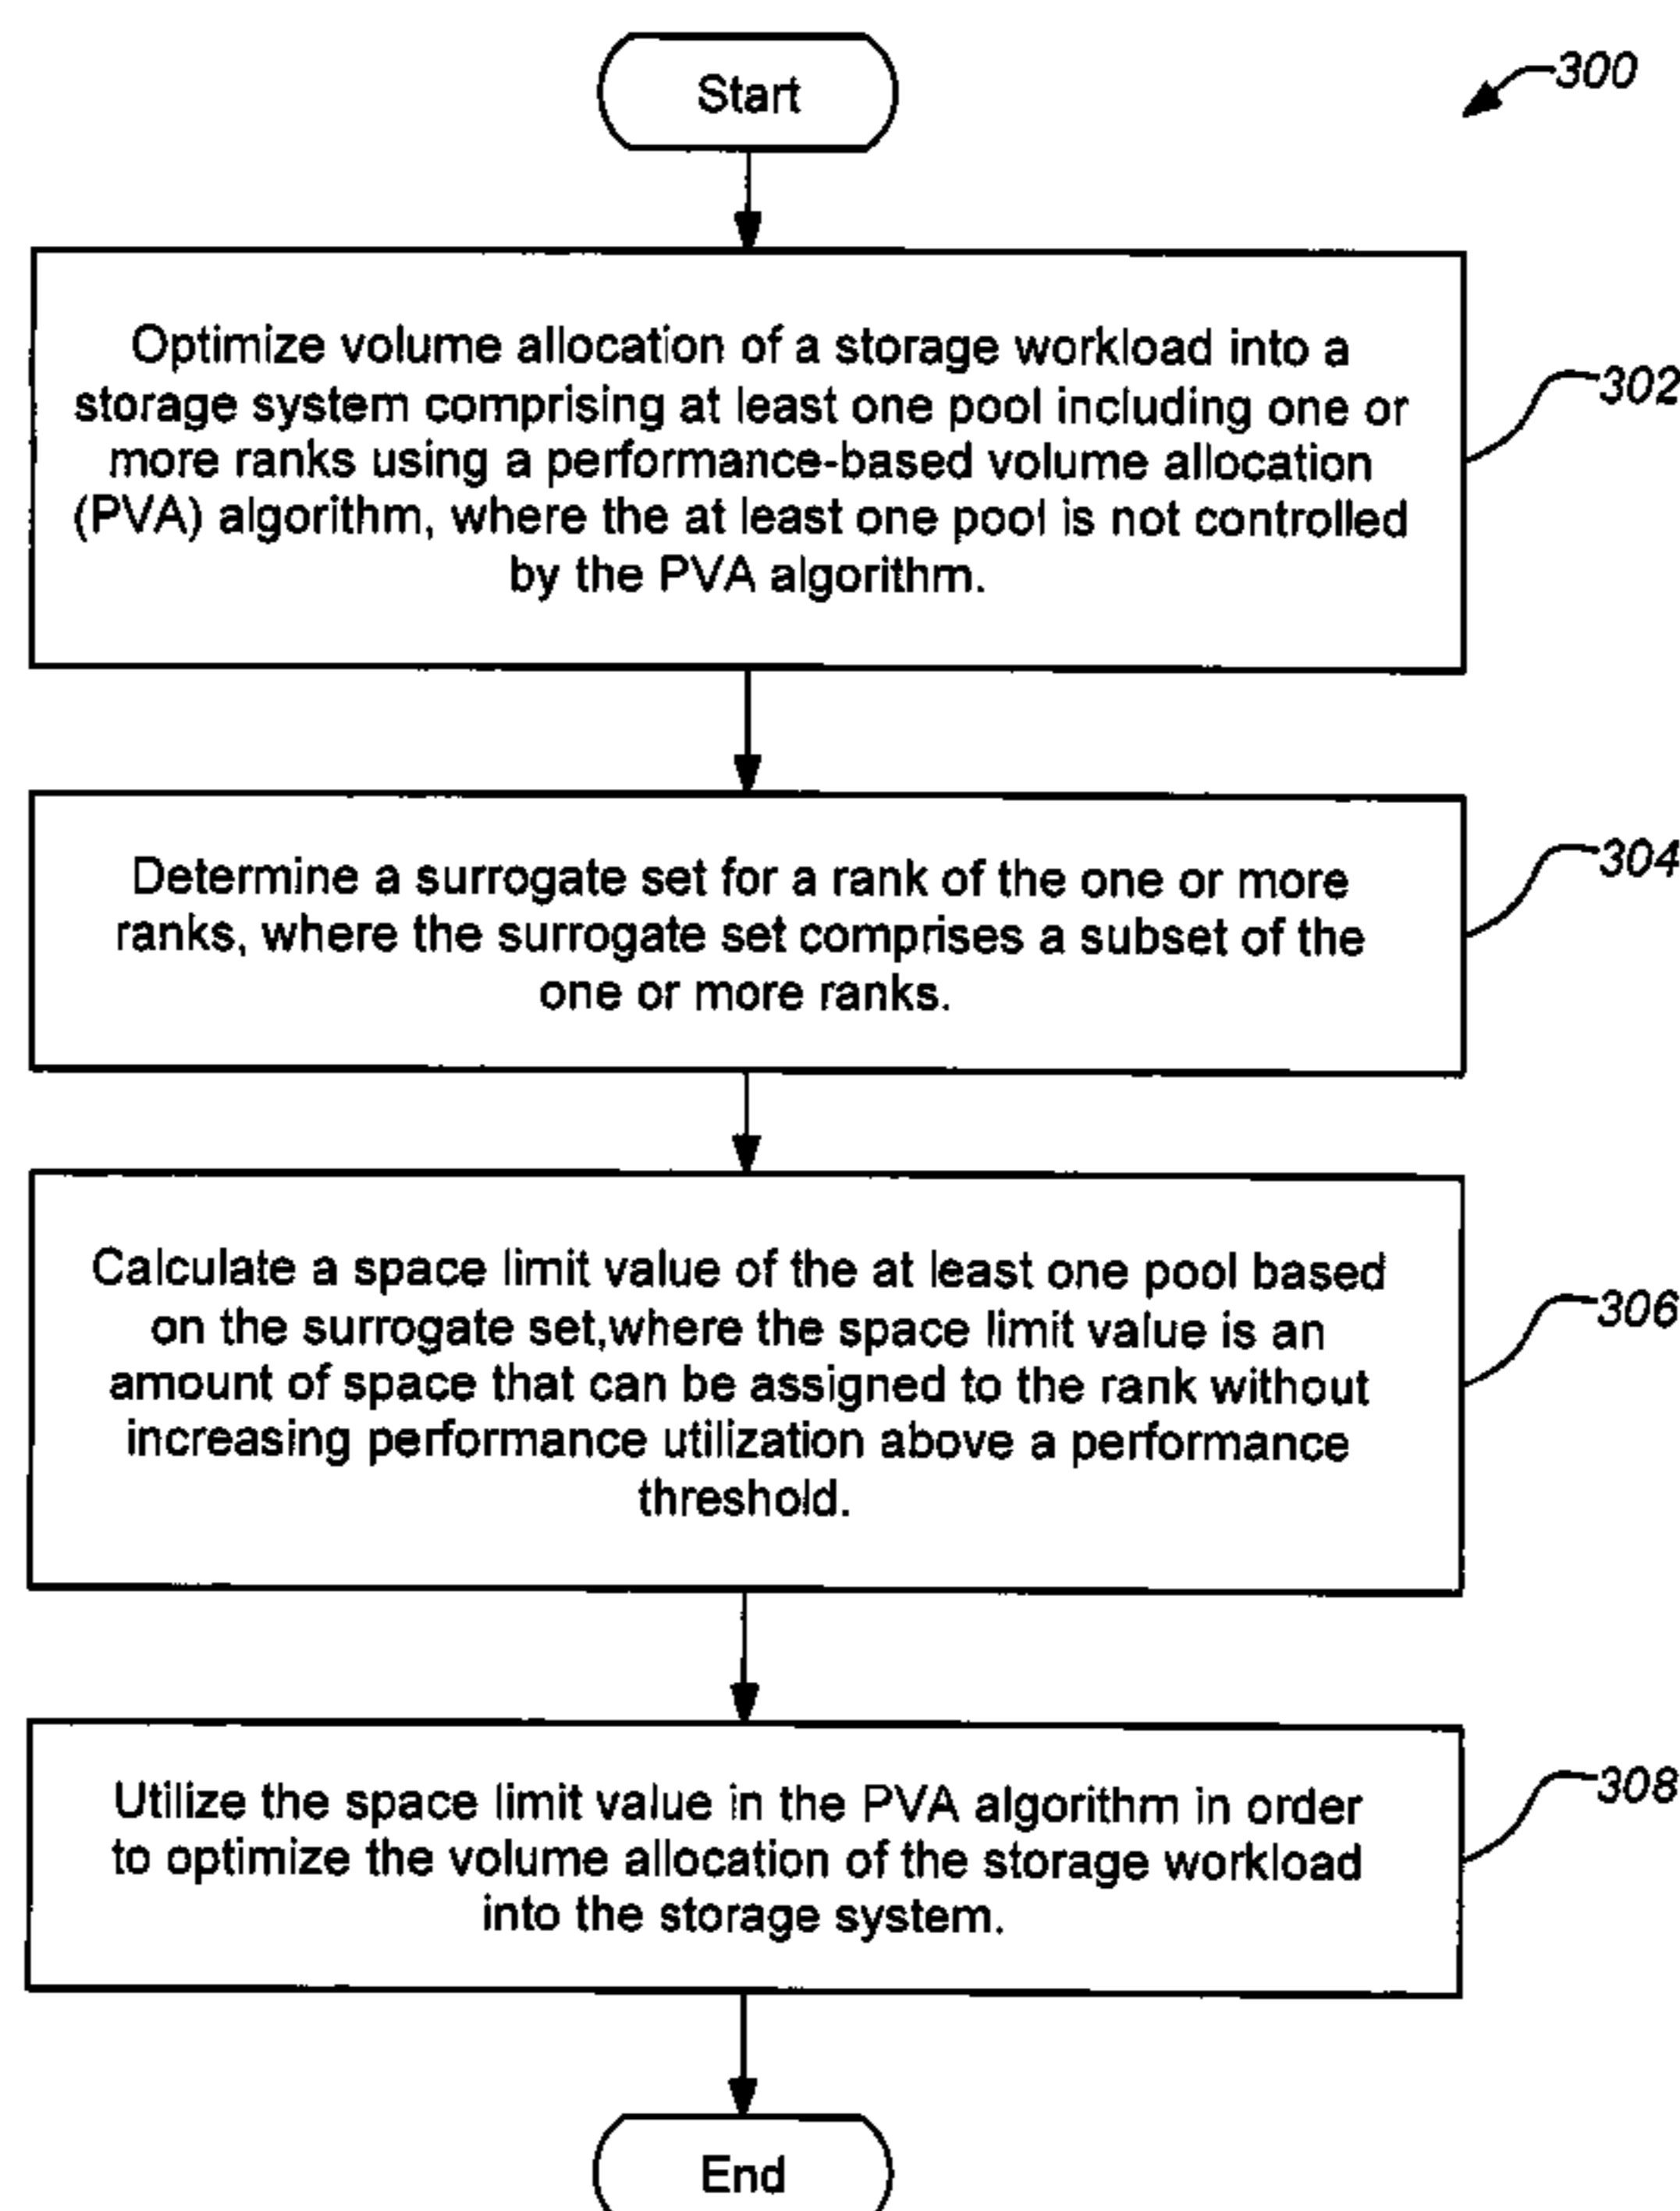 Start
300
Optimize volume allocation of a storage workload into a
storage system comprising at least one pool including one or
more ranks using a performance-based volume allocation
(PVA) algorithm, where the at least one pool is not controlled
by the PVA algorithm.
302
Determine a surrogate set for a rank of the one or more
ranks, where the surrogate set comprises a subset of the
one or more ranks.
304
Calculate a space limit value of the at least one pool based
on the surrogate set,where the space limit value is an
amount of space that can be assigned to the rank without
increasing performance utilization above a performance
threshold.
306
Utilize the space limit value in the PVA algorithm in order
to optimize the volume allocation of the storage workload
into the storage system.
308
End